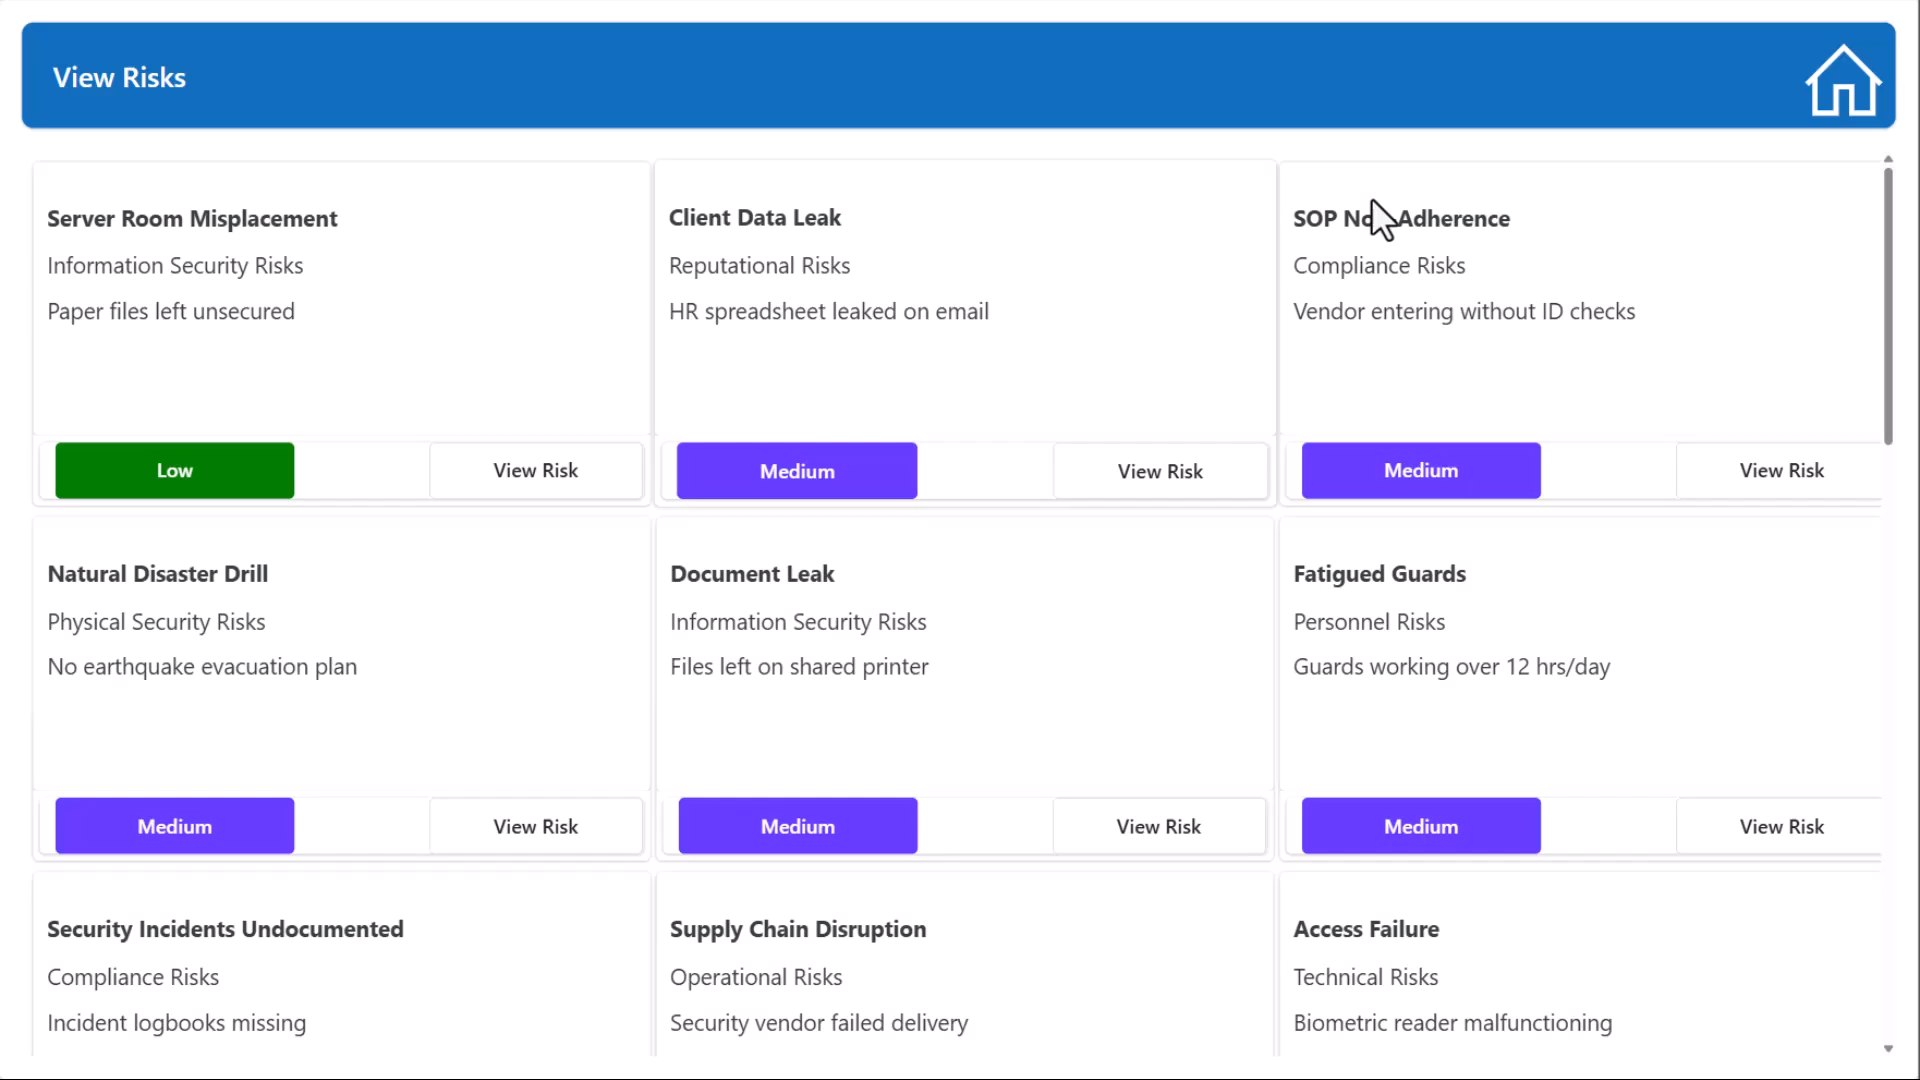 View Risks
Server Room Misplacement
Information Security Risks
Paper files left unsecured
Low
View Risk
Client Data Leak
Reputational Risks
HR spreadsheet leaked on email
Medium
View Risk
SOP Adherence
Compliance Risks
Vendor entering without ID checks
Medium
View Risk
Natural Disaster Drill
Physical Security Risks
No earthquake evacuation plan
Medium
View Risk
Document Leak
Information Security Risks
Files left on shared printer
Medium
View Risk
Fatigued Guards
Personnel Risks
Guards working over 12 hrs/day
Medium
View Risk
Security Incidents Undocumented
Compliance Risks
Incident logbooks missing
Supply Chain Disruption
Operational Risks
Security vendor failed delivery
Access Failure
Technical Risks
Biometric reader malfunctioning